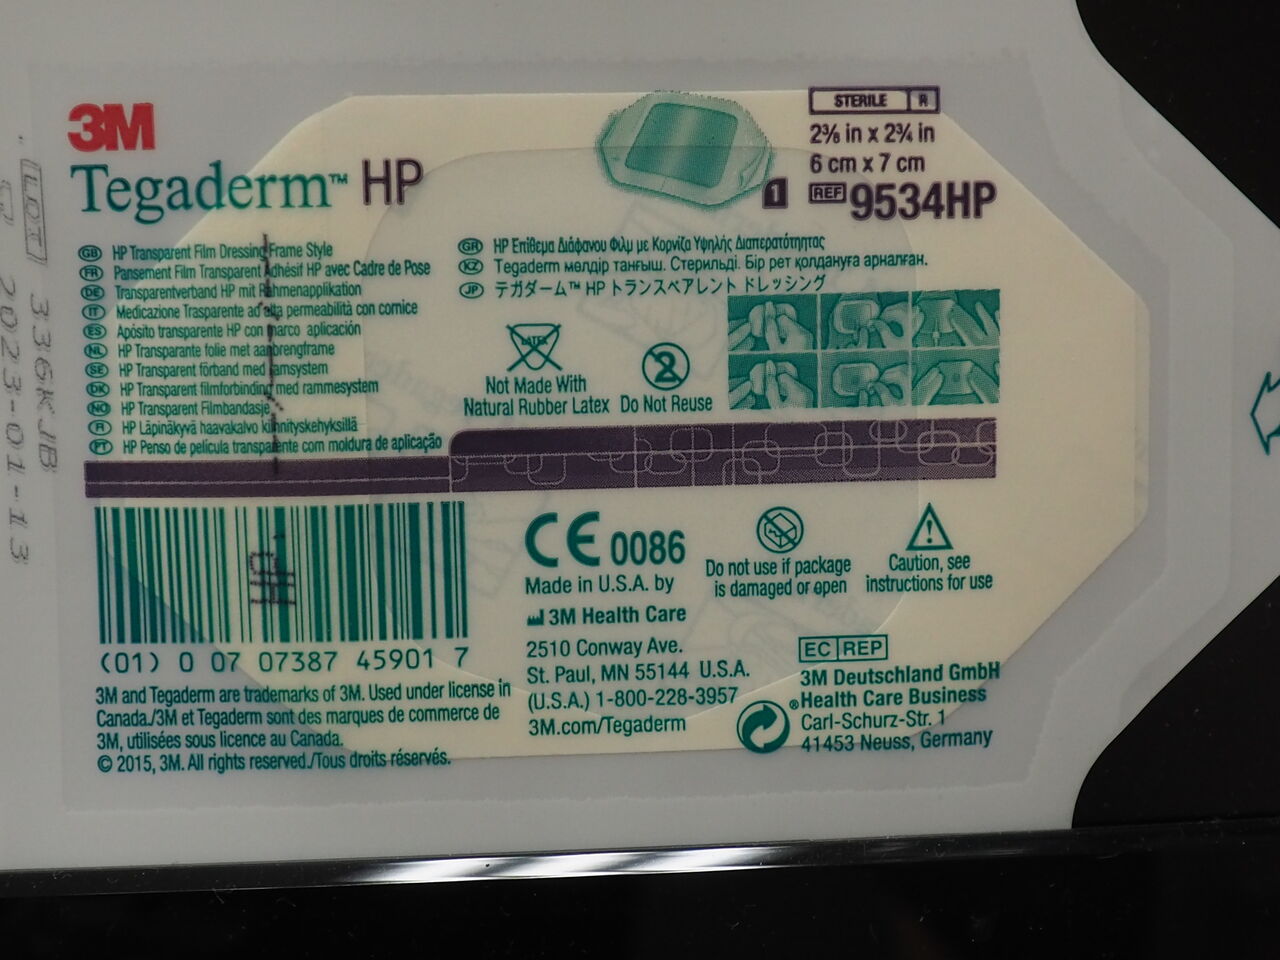 3M
Tegaderm™ HP
STERILE R
2⅜ in x 2¾ in
6 cm x 7 cm
1
REF 9534HP
GB HP Transparent Film Dressing Frame Style
FR Pansement Film Transparent Adhésif HP avec Cadre de Pose
DE Transparentverband HP mit Rahmenapplikation
IT Medicazione Trasparente ad alta permeabilità con cornice
ES Apósito transparente HP con marco aplicación
NL HP Transparante folie met aanbrengframe
SE HP Transparent förband med ramsystem
DK HP Transparent filmforbinding med rammesystem
NO HP Transparent Filmbandasje
FI HP Läpinäkyvä haavakalvo kiinnityskehyksillä
PT HP Penso de película transparente com moldura de aplicação
GR HP Επίθεμα Διάφανου Φιλμ με Κορνίζα Υψηλής Διαπερατότητας
KZ Tegaderm мөлдір таңғыш. Стерильді. Бір рет қолдануға арналған.
JP テガダーム™ HP トランスペアレント ドレッシング
LATEX
Not Made With
Natural Rubber Latex
2
Do Not Reuse
HP
(01) 0 07 07387 45901 7
3M and Tegaderm are trademarks of 3M. Used under license in
Canada./3M et Tegaderm sont des marques de commerce de
3M, utilisées sous licence au Canada.
© 2015, 3M. All rights reserved./Tous droits réservés.
CE 0086
Made in U.S.A. by
3M Health Care
2510 Conway Ave.
St. Paul, MN 55144 U.S.A.
(U.S.A.) 1-800-228-3957
3M.com/Tegaderm
Do not use if package
is damaged or open
Caution, see
instructions for use
EC REP
3M Deutschland GmbH
Health Care Business
Carl-Schurz-Str. 1
41453 Neuss, Germany
®
LOT 336KJB
2023-01-13